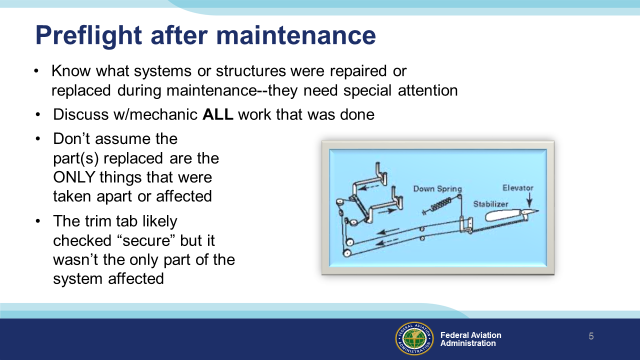 Preflight after maintenance
• Know what systems or structures were repaired or
replaced during maintenance--they need special attention
• Discuss w/mechanic ALL work that was done
• Don’t assume the
part(s) replaced are the
ONLY things that were
taken apart or affected
• The trim tab likely
checked “secure” but it
wasn’t the only part of the
system affected
Down Spring
Elevator
Stabilizer
Federal Aviation
Administration
5